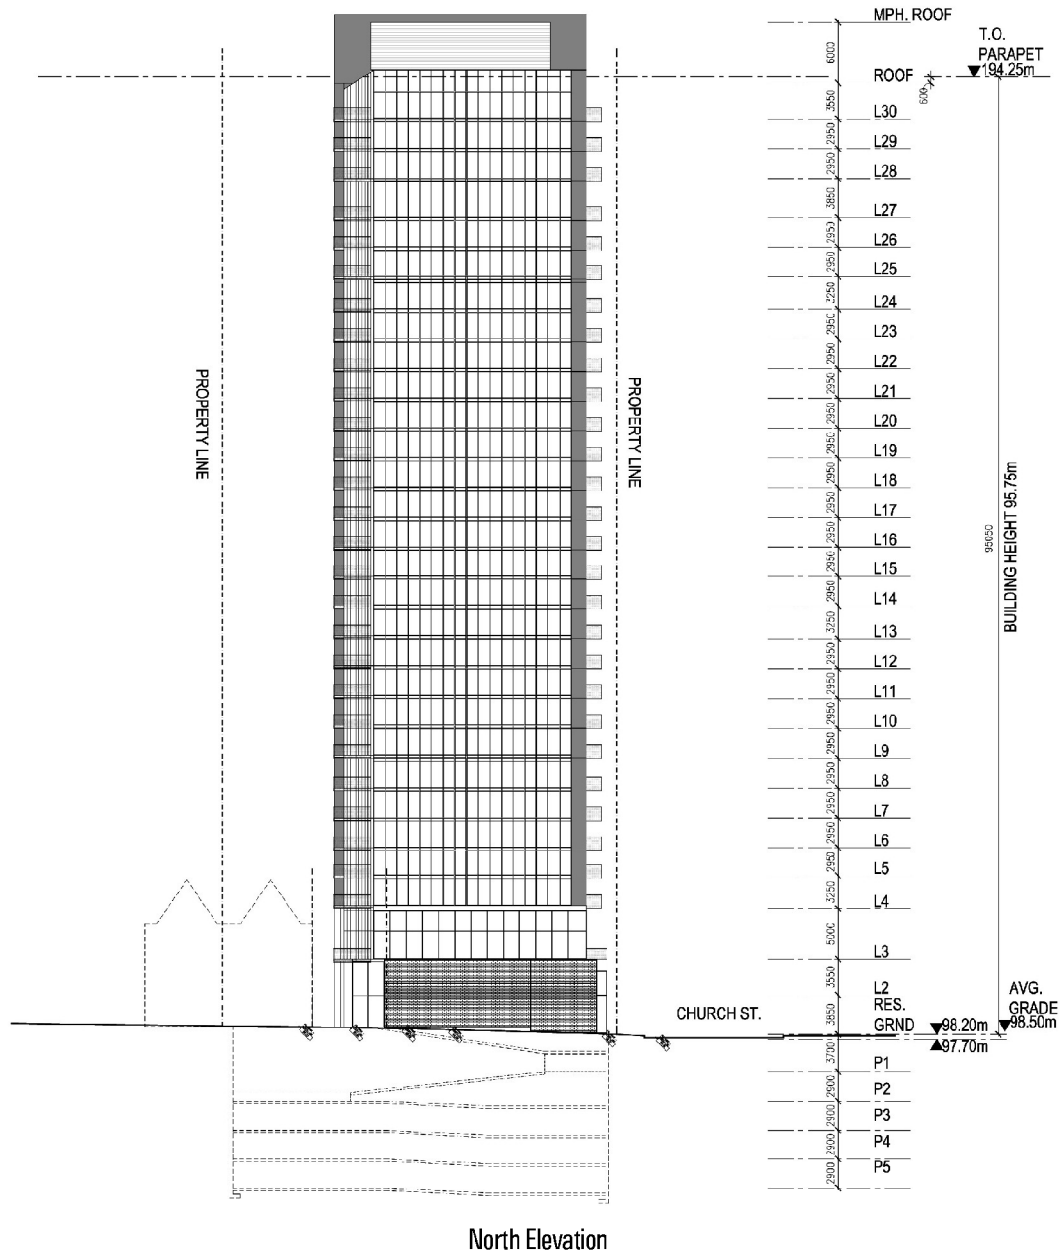 MPH. ROOF
T.O.
PARAPET
194.25m
6000
ROOF
600
3550
L30
2950
L29
2950
L28
3850
L27
2950
L26
2950
L25
3250
L24
2950
L23
2950
L22
2950
L21
2950
L20
2950
L19
2950
L18
2950
L17
2950
L16
2950
L15
2950
L14
3250
L13
2950
L12
2950
L11
2950
L10
2950
L9
2950
L8
2950
L7
2950
L6
2950
L5
3250
L4
5000
L3
3550
L2
RES.
GRND
3850
98.20m
97.70m
AVG.
GRADE
98.50m
3700
P1
2900
P2
2900
P3
2900
P4
2900
P5
95050
BUILDING HEIGHT 95.75m
PROPERTY LINE
PROPERTY LINE
CHURCH ST.
North Elevation